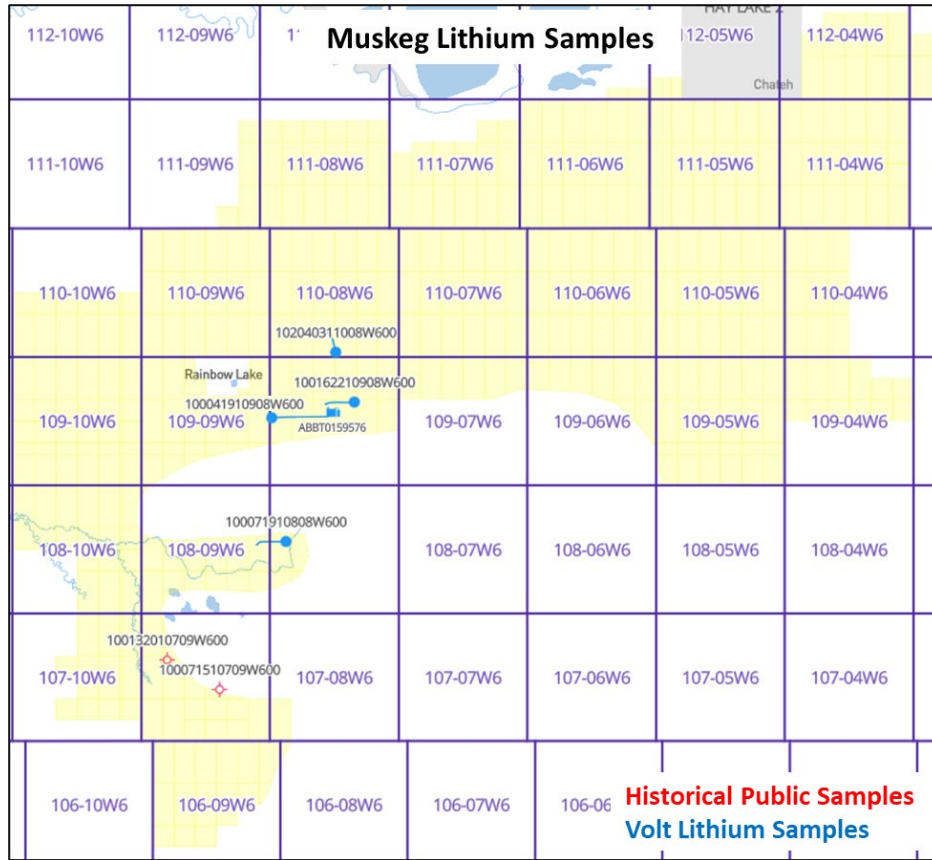 HAY LAKE 2
112-10W6
112-09W6
Muskeg Lithium Samples
112-05W6
112-04W6
Chateh
111-10W6
111-09W6
111-08W6
111-07W6
111-06W6
111-05W6
111-04W6
110-10W6
110-09W6
110-08W6
110-07W6
110-06W6
110-05W6
110-04W6
102040311008W600
Rainbow Lake
100162210908W600
100041910908W600
109-10W6
109-09W6
ABBT0159576
109-07W6
109-06W6
109-05W6
109-04W6
100071910808W600
108-10W6
108-09W6
108-07W6
108-06W6
108-05W6
108-04W6
100132010709W600
100071510709W600
107-10W6
107-08W6
107-07W6
107-06W6
107-05W6
107-04W6
106-10W6
106-09W6
106-08W6
106-07W6
106-06
Historical Public Samples
Volt Lithium Samples